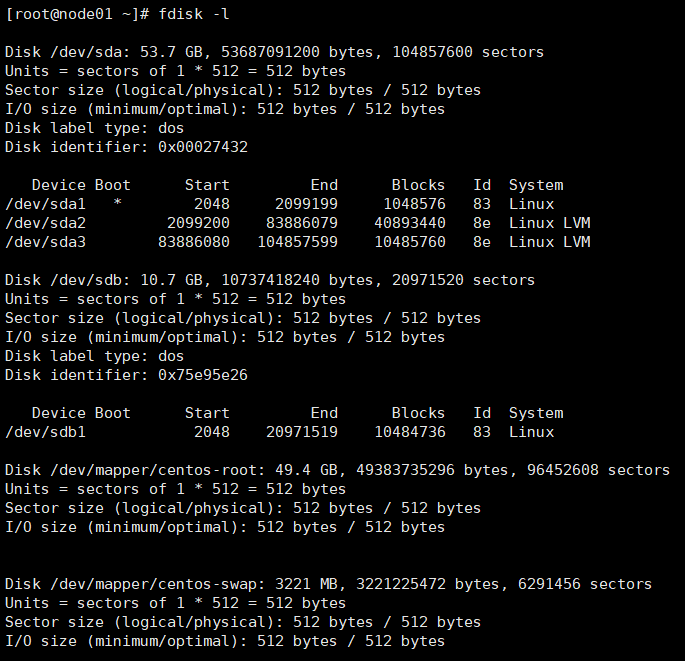 [root@node01 ~]# fdisk -l
Disk /dev/sda: 53.7 GB, 53687091200 bytes, 104857600 sectors
Units = sectors of 1 * 512 = 512 bytes
Sector size (logical/physical): 512 bytes / 512 bytes
I/O size (minimum/optimal): 512 bytes / 512 bytes
Disk label type: dos
Disk identifier: 0x00027432
Device Boot Start End Blocks Id System
/dev/sda1 * 2048 2099199 1048576 83 Linux
/dev/sda2 2099200 83886079 40893440 8e Linux LVM
/dev/sda3 83886080 104857599 10485760 8e Linux LVM
Disk /dev/sdb: 10.7 GB, 10737418240 bytes, 20971520 sectors
Units = sectors of 1 * 512 = 512 bytes
Sector size (logical/physical): 512 bytes / 512 bytes
I/O size (minimum/optimal): 512 bytes / 512 bytes
Disk label type: dos
Disk identifier: 0x75e95e26
Device Boot Start End Blocks Id System
/dev/sdb1 2048 20971519 10484736 83 Linux
Disk /dev/mapper/centos-root: 49.4 GB, 49383735296 bytes, 96452608 sectors
Units = sectors of 1 * 512 = 512 bytes
Sector size (logical/physical): 512 bytes / 512 bytes
I/O size (minimum/optimal): 512 bytes / 512 bytes
Disk /dev/mapper/centos-swap: 3221 MB, 3221225472 bytes, 6291456 sectors
Units = sectors of 1 * 512 = 512 bytes
Sector size (logical/physical): 512 bytes / 512 bytes
I/O size (minimum/optimal): 512 bytes / 512 bytes